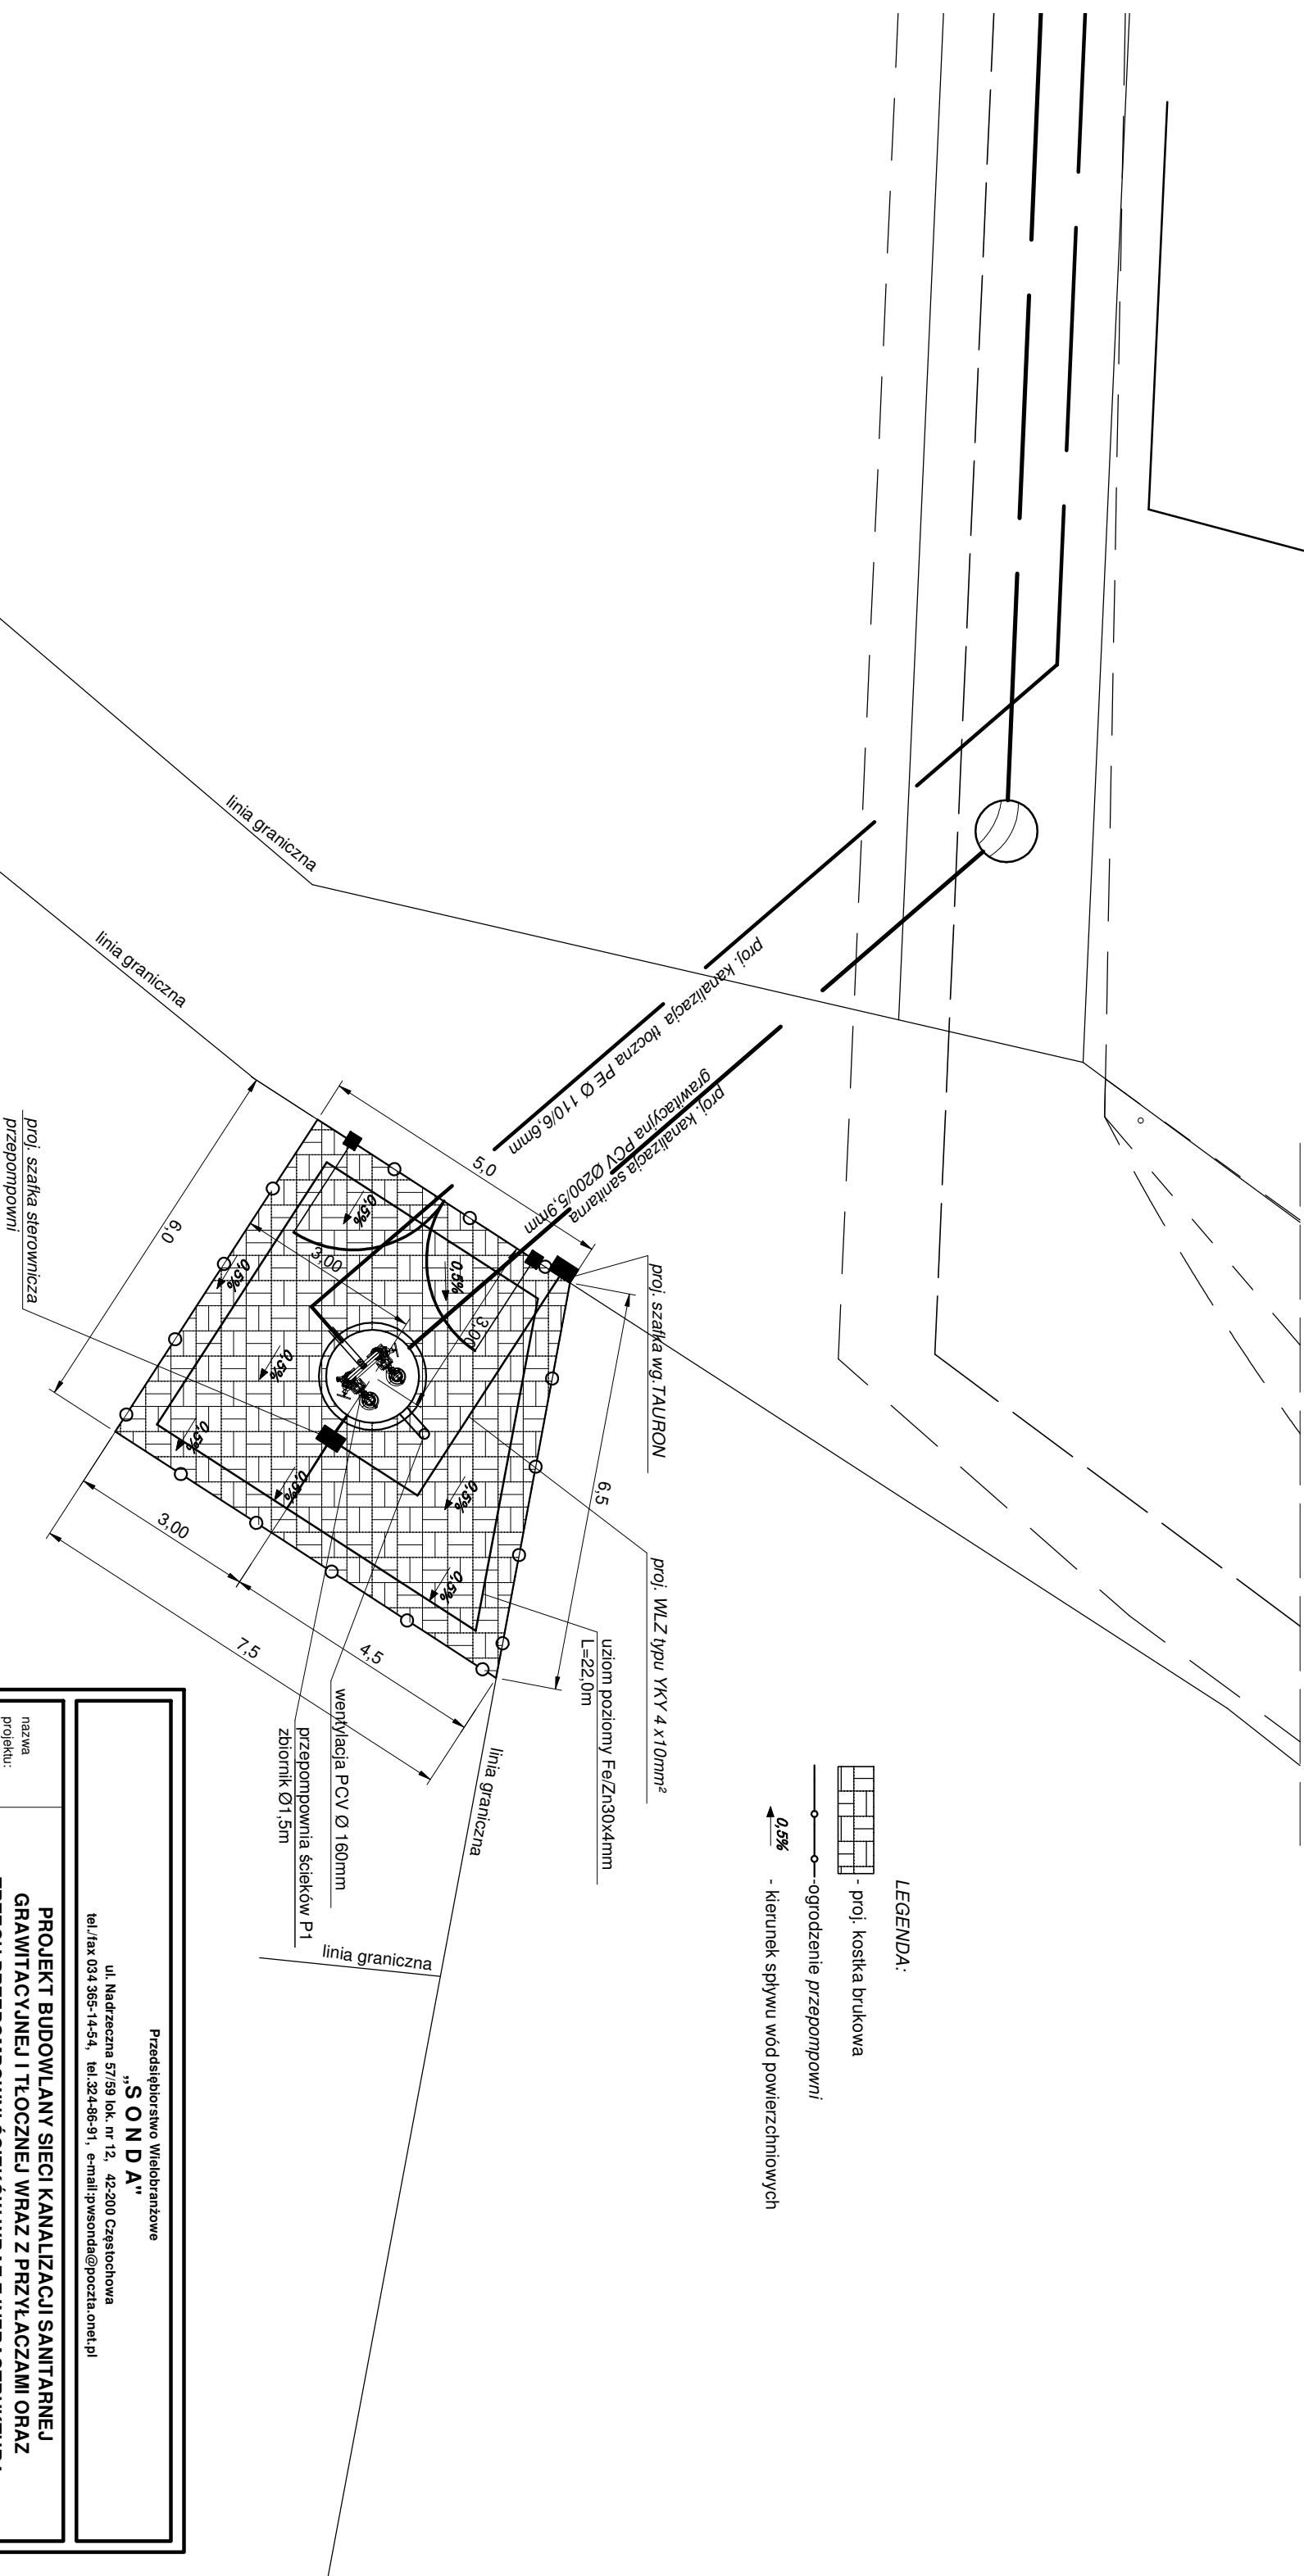 LEGENDA:
- proj. kostka brukowa
-ogrodzenie przepompowni
0,5%
- kierunek spływu wód powierzchniowych
proj. kanalizacja tłoczna PE Ø 110/6,6mm
proj. kanalizacja sanitarna
grawitacyjna PCV Ø200/5,9mm
linia graniczna
linia graniczna
proj. szafka wg.TAURON
proj. WLZ typu YKY 4 x10mm²
uziom poziomy Fe/Zn30x4mm
L=22,0m
5,0
6,0
6,5
3,00
3,00
3,00
4,5
7,5
0,5%
0,5%
0,5%
0,5%
0,5%
0,5%
0,5%
0,5%
linia graniczna
linia graniczna
wentylacja PCV Ø 160mm
przepompownia ścieków P1
zbiornik Ø1,5m
proj. szafka sterownicza
przepompowni
Przedsiębiorstwo Wielobranżowe
„S O N D A"
ul. Nadrzeczna 57/59 lok. nr 12, 42-200 Częstochowa
tel./fax 034 365-14-54, tel.324-86-91, e-mail:pwsonda@poczta.onet.pl
nazwa
projektu:
PROJEKT BUDOWLANY SIECI KANALIZACJI SANITARNEJ
GRAWITACYJNEJ I TŁOCZNEJ WRAZ Z PRZYŁACZAMI ORAZ